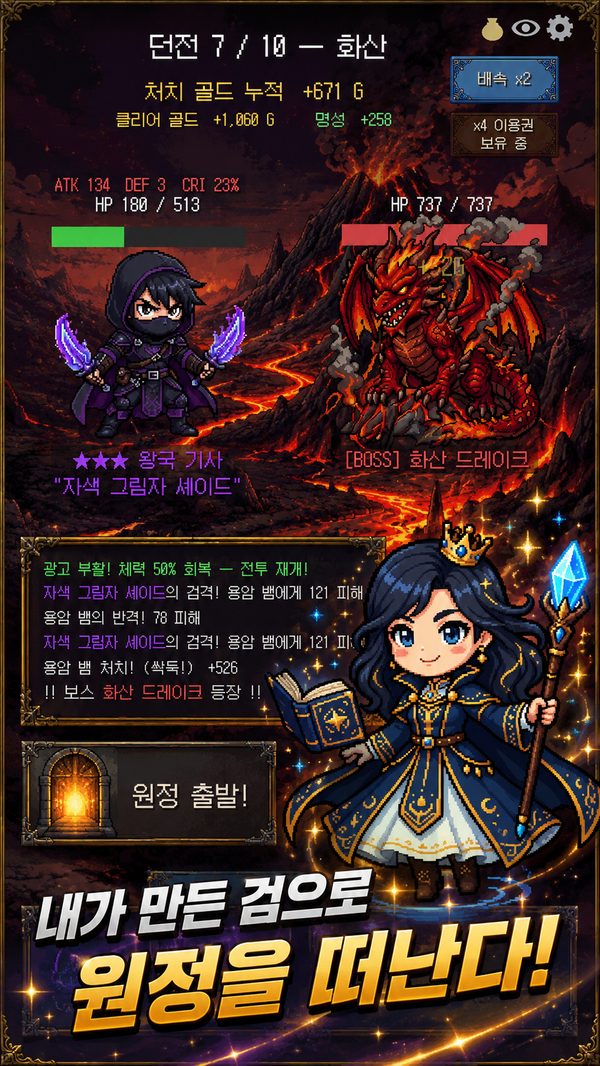 던전 7 / 10 — 화산
처치 골드 누적 +671 G
클리어 골드 +1,060 G 명성 +258
배속 x2
x4 이용권
보유 중
ATK 134 DEF 3 CRI 23%
HP 180 / 513
HP 737 / 737
★★★ 왕국 기사
"자색 그림자 셰이드"
[BOSS] 화산 드레이크
광고 부활! 체력 50% 회복 — 전투 재개!
자색 그림자 셰이드의 검격! 용암 뱀에게 121 피해
용암 뱀의 반격! 78 피해
자색 그림자 셰이드의 검격! 용암 뱀에게 121
용암 뱀 처치! (싹둑!) +526
!! 보스 화산 드레이크 등장 !!
원정 출발!
내가 만든 검으로
원정을 떠난다!